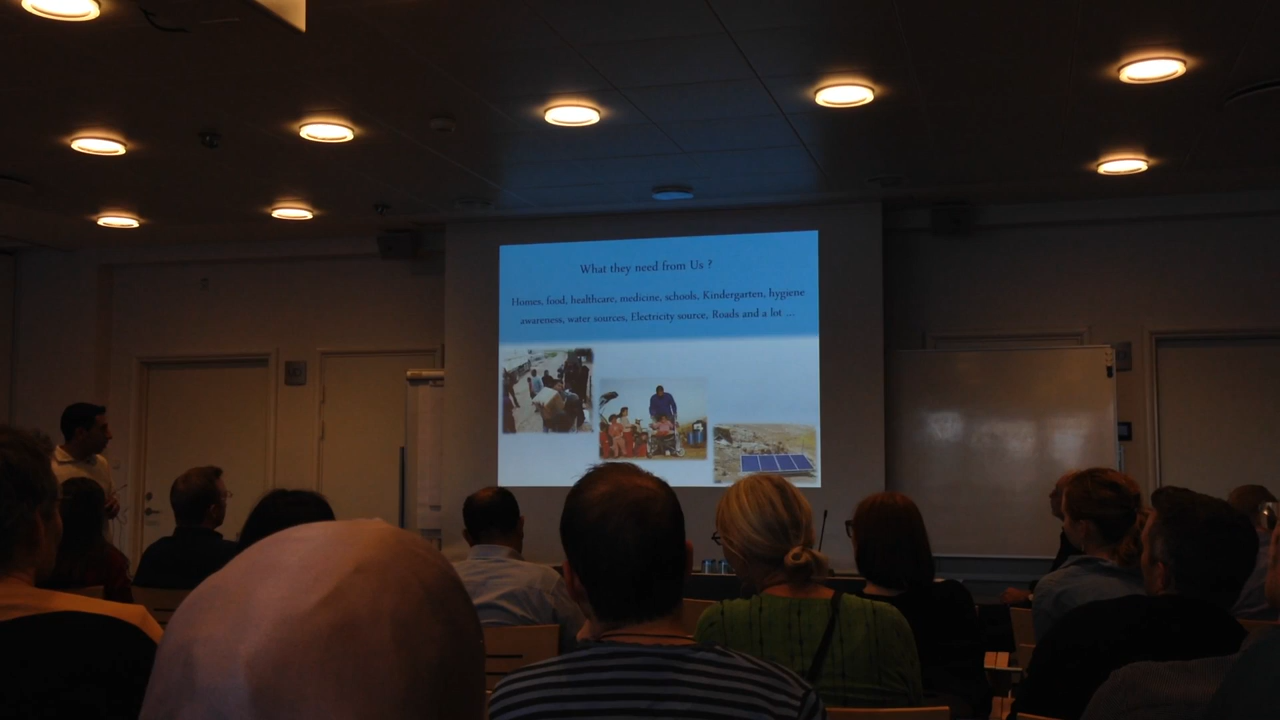 What they need from Us ?
Homes, food, healthcare, medicine, schools, Kindergarten, hygiene
awareness, water sources, Electricity source, Roads and a lot ...